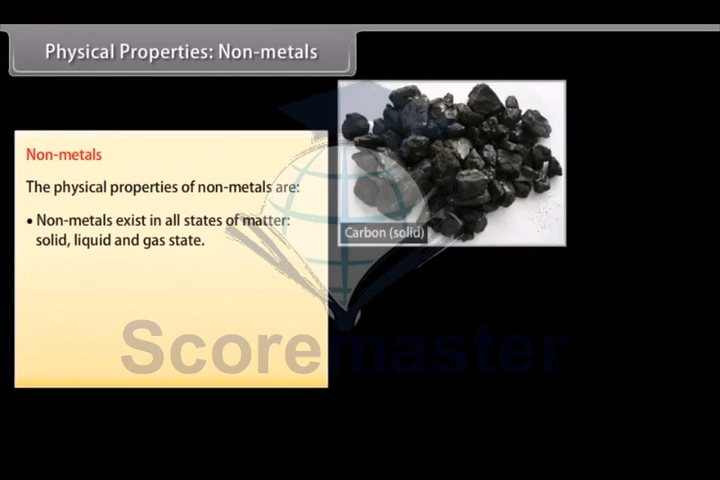 Physical Properties: Non-metals
Non-metals
The physical properties of non-metals are:
• Non-metals exist in all states of matter:
solid, liquid and gas state.
Carbon (solid)
Scoremaster